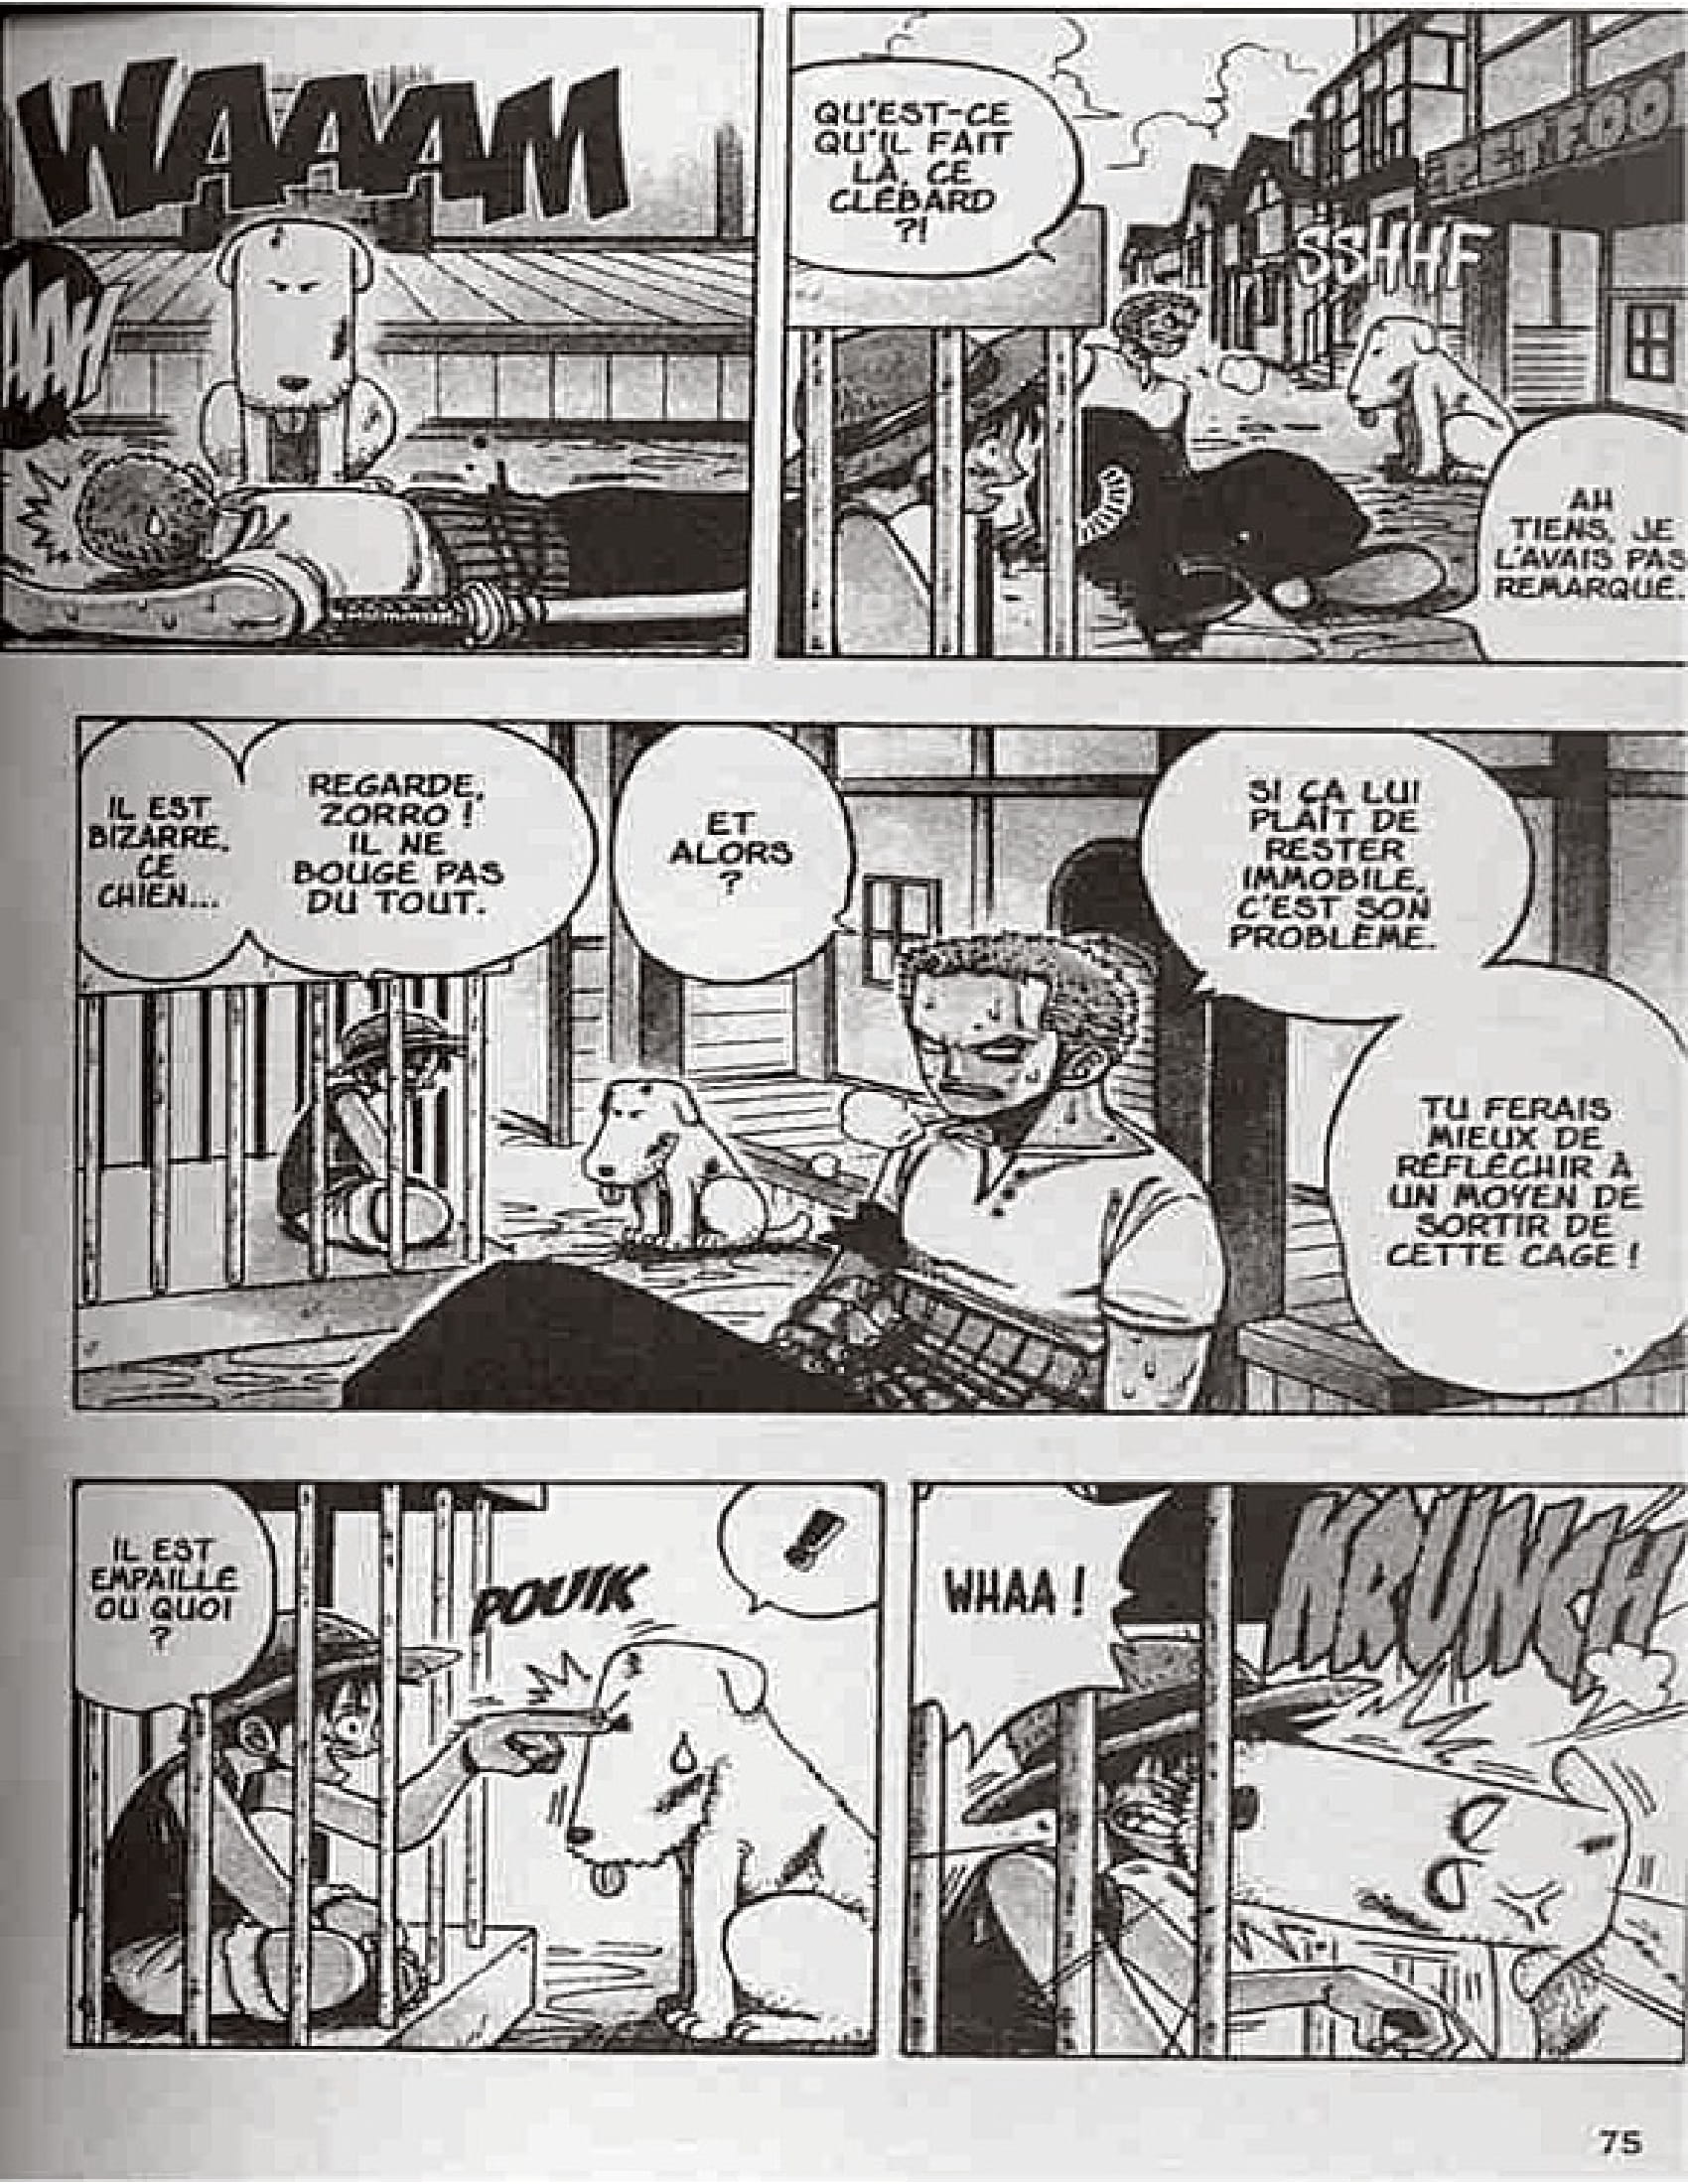 WAAAM
QU'EST-CE
QU'IL FAIT
LÀ, CE
CLÉBARD
?!
SSHHF
AH
TIENS, JE
L'AVAIS PAS
REMARQUÉ.
IL EST
BIZARRE,
CE
CHIEN...
REGARDE,
ZORRO !
IL NE
BOUGE PAS
DU TOUT.
ET
ALORS
?
SI ÇA LUI
PLAÎT DE
RESTER
IMMOBILE,
C'EST SON
PROBLÈME.
TU FERAIS
MIEUX DE
RÉFLÉCHIR À
UN MOYEN DE
SORTIR DE
CETTE CAGE !
IL EST
EMPAILLÉ
OU QUOI
?
POUIK
!!
WHAA !
KRUNCH
75